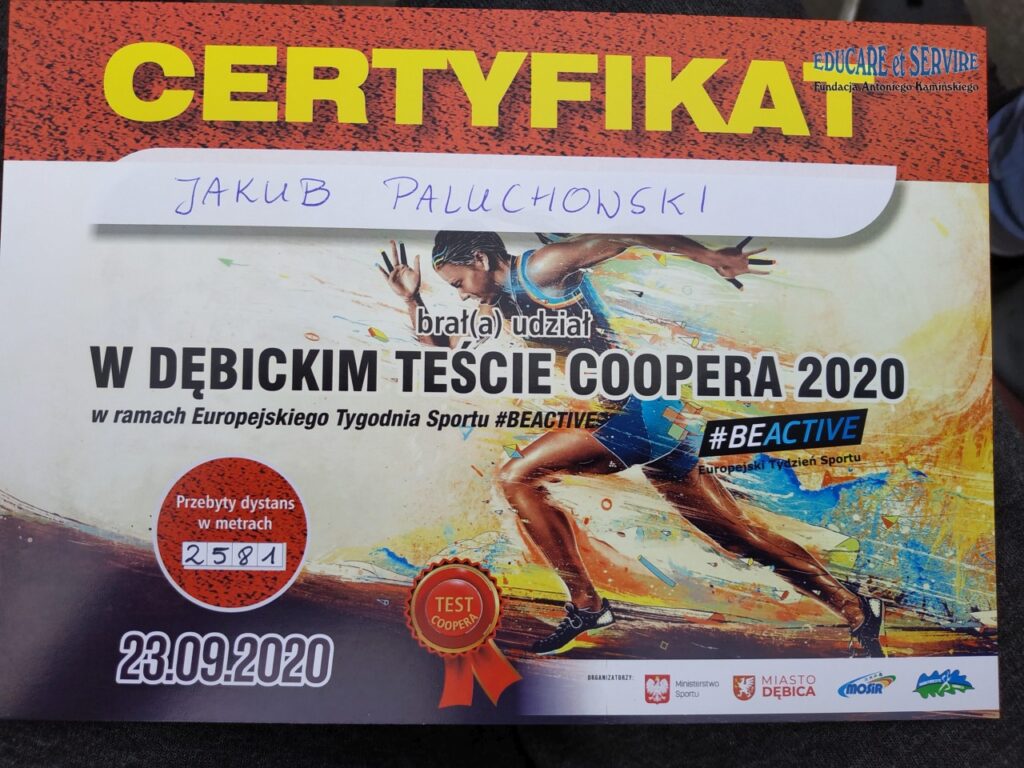 CERTYFIKAT
EDUCARE et SERVIRE
Fundacja Antoniego Kamińskiego
JAKUB PALUCHOWSKI
brał(a) udział
W DĘBICKIM TEŚCIE COOPERA 2020
w ramach Europejskiego Tygodnia Sportu #BEACTIVE
#BEACTIVE
Europejski Tydzień Sportu
Przebyty dystans
w metrach
2581
TEST
COOPERA
23.09.2020
ORGANIZATORZY:
Ministerstwo
Sportu
MIASTO
DĘBICA
MOSiR